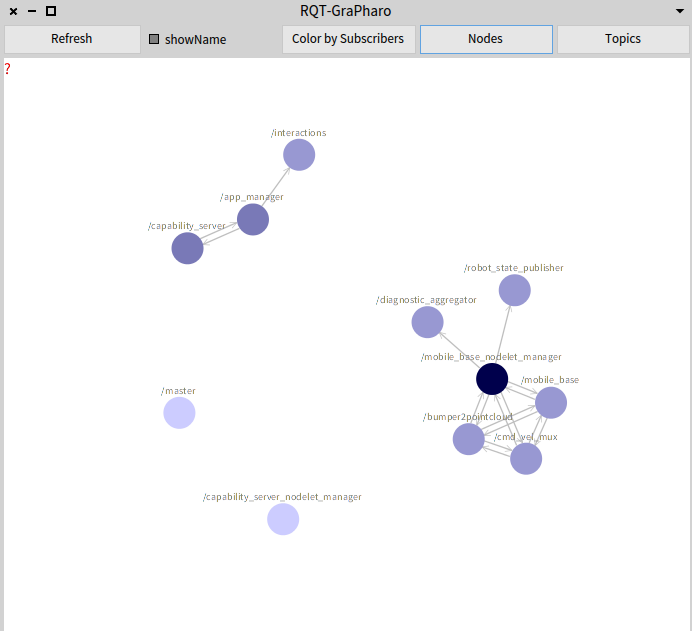 RQT-GraPharo
Refresh
showName
Color by Subscribers
Nodes
Topics
?
/interactions
/app_manager
/capability_server
/robot_state_publisher
/diagnostic_aggregator
/mobile_base_nodelet_manager
/mobile_base
/master
/bumper2pointcloud
/cmd_vel_mux
/capability_server_nodelet_manager